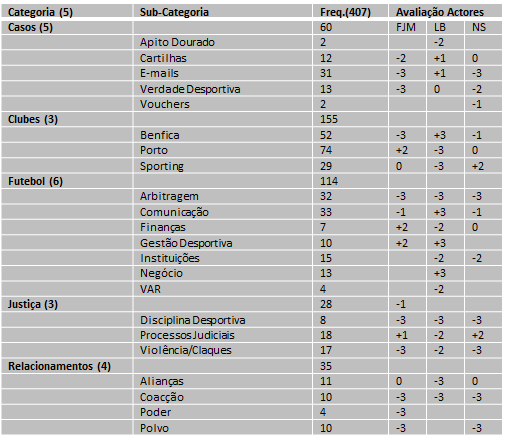 Categoria (5) Sub-Categoria Freq.(407) Avaliação Actores
Casos (5) 60 FJM LB NS
Apito Dourado 2 -2
Cartilhas 12 -2 +1 0
E-mails 31 -3 +1 -3
Verdade Desportiva 13 -3 0 -2
Vouchers 2 -1
Clubes (3) 155
Benfica 52 -3 +3 -1
Porto 74 +2 -3 0
Sporting 29 0 -3 +2
Futebol (6) 114
Arbitragem 32 -3 -3 -3
Comunicação 33 -1 +3 -1
Finanças 7 +2 -2 0
Gestão Desportiva 10 +2 +3
Instituições 15 -2 -2
Negócio 13 +3
VAR 4 -2
Justiça (3) 28 -1
Disciplina Desportiva 8 -3 -3 -3
Processos Judiciais 18 +1 -2 +2
Violência/Claques 17 -3 -2 -3
Relacionamentos (4) 35
Alianças 11 0 -3 0
Coacção 10 -3 -3 -3
Poder 4 -3
Polvo 10 -3 -3